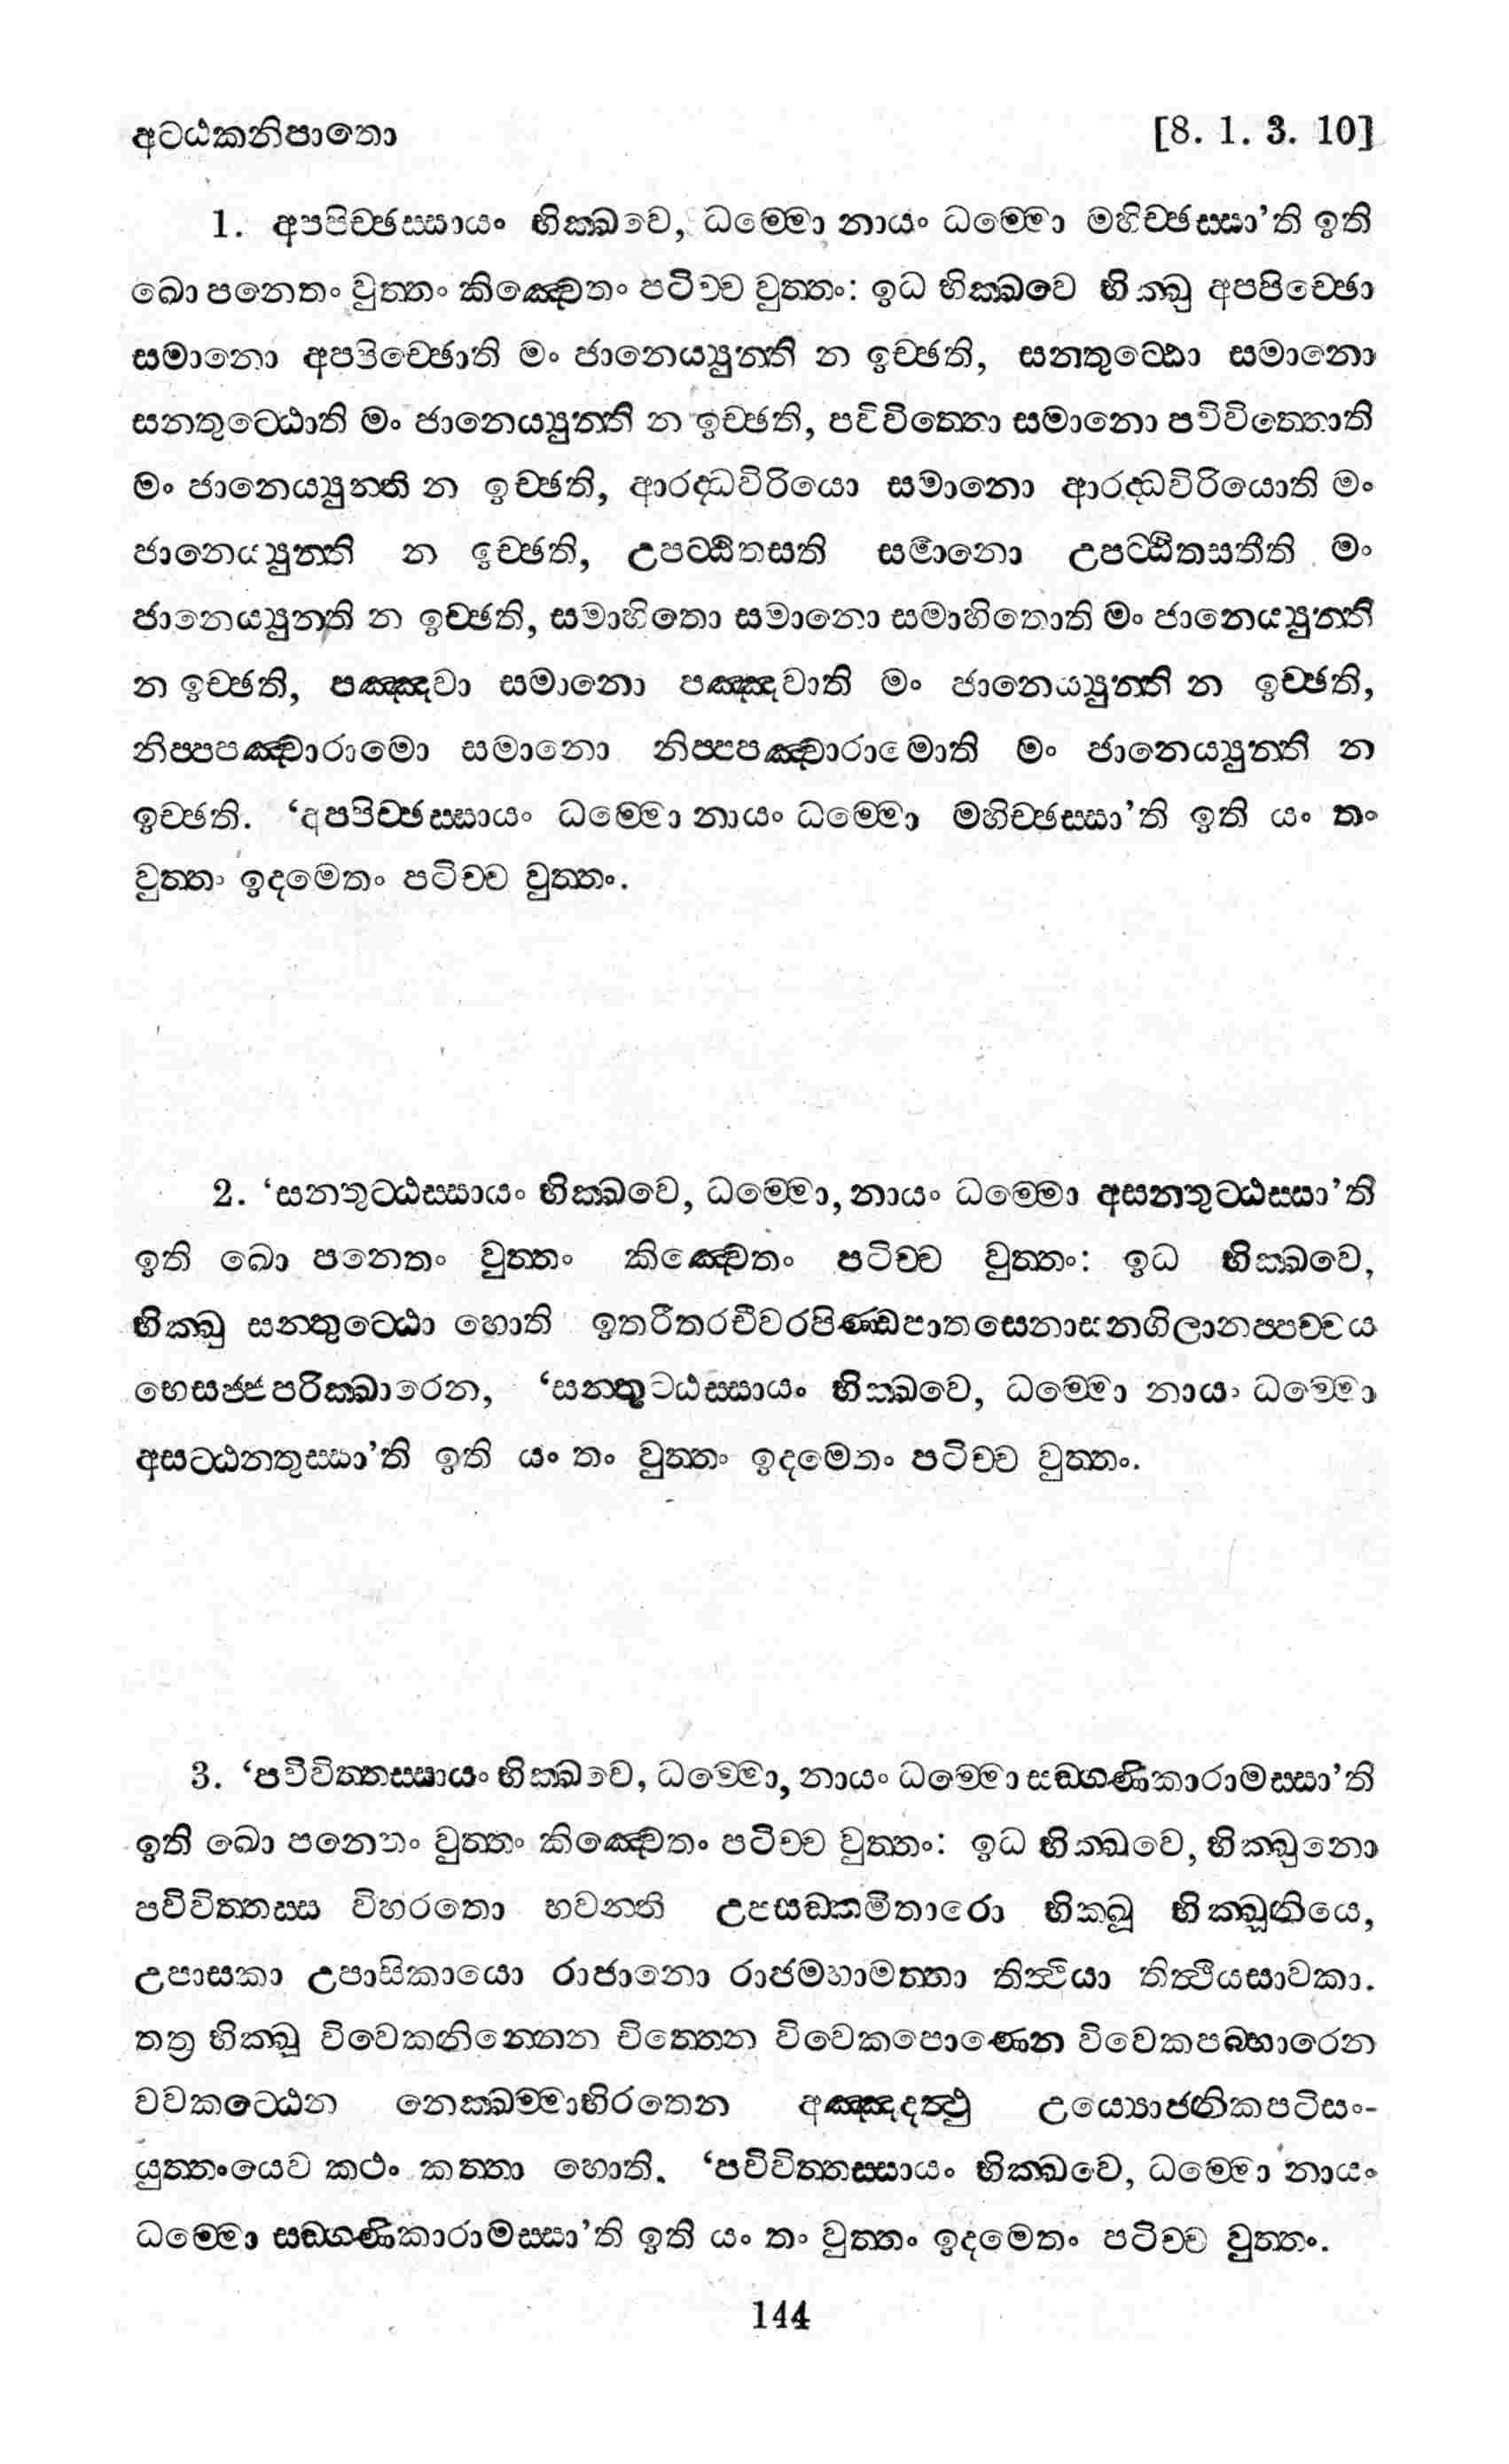 අට්ඨකනිපාතො [8. 1. 3. 10]
1. අප්පිච්ඡස්සායං භික්ඛවෙ, ධම්මො නායං ධම්මො මහිච්ඡස්සා’ති ඉති
ඛො පනෙතං වුත්තං කිඤ්චෙතං පටිච්ච වුත්තං: ඉධ භික්ඛවෙ භික්ඛු අප්පිච්ඡො
සමානො අප්පිච්ඡොති මං ජානෙය්‍යුන්ති න ඉච්ඡති, සන්තුට්ඨො සමානො
සන්තුට්ඨොති මං ජානෙය්‍යුන්ති න ඉච්ඡති, පවිවිත්තො සමානො පවිවිත්තොති
මං ජානෙය්‍යුන්ති න ඉච්ඡති, ආරද්ධවිරියො සමානො ආරද්ධවිරියොති මං
ජානෙය්‍යුන්ති න ඉච්ඡති, උපට්ඨිතසති සමානො උපට්ඨිතසතීති මං
ජානෙය්‍යුන්ති න ඉච්ඡති, සමාහිතො සමානො සමාහිතොති මං ජානෙය්‍යුන්ති
න ඉච්ඡති, පඤ්ඤවා සමානො පඤ්ඤවාති මං ජානෙය්‍යුන්ති න ඉච්ඡති,
නිප්පපඤ්චාරාමො සමානො නිප්පපඤ්චාරාමොති මං ජානෙය්‍යුන්ති න
ඉච්ඡති. ‘අප්පිච්ඡස්සායං ධම්මො නායං ධම්මො මහිච්ඡස්සා’ති ඉති යං තං
වුත්තං ඉදමෙතං පටිච්ච වුත්තං.
2. ‘සන්තුට්ඨස්සායං භික්ඛවෙ, ධම්මො, නායං ධම්මො අසන්තුට්ඨස්සා’ති
ඉති ඛො පනෙතං වුත්තං කිඤ්චෙතං පටිච්ච වුත්තං: ඉධ භික්ඛවෙ,
භික්ඛු සන්තුට්ඨො හොති ඉතරීතරචීවරපිණ්ඩපාතසෙනාසනගිලානප්පච්චය
භෙසජ්ජපරික්ඛාරෙන, ‘සන්තුට්ඨස්සායං භික්ඛවෙ, ධම්මො නායං ධම්මො
අසට්ඨන්තුස්සා’ති ඉති යං තං වුත්තං ඉදමෙතං පටිච්ච වුත්තං.
3. ‘පවිවිත්තස්සායං භික්ඛවෙ, ධම්මො, නායං ධම්මො සඞ්ගණිකාරාමස්සා’ති
ඉති ඛො පනෙතං වුත්තං කිඤ්චෙතං පටිච්ච වුත්තං: ඉධ භික්ඛවෙ, භික්ඛුනො
පවිවිත්තස්ස විහරතො භවන්ති උපසඞ්කමිතාරො භික්ඛූ භික්ඛූනියෙ,
උපාසකා උපාසිකායො රාජානො රාජමහාමත්තා තිත්ථියා තිත්ථියසාවකා.
තත්‍ර භික්ඛූ විවෙකනින්නෙන චිත්තෙන විවෙකපොණෙන විවෙකපබ්භාරෙන
වවකට්ඨෙන නෙක්ඛම්මාභිරතෙන අඤ්ඤදත්ථු උය්‍යොජනිකපටිසං-
යුත්තංයෙව කථං කත්තා හොති. ‘පවිවිත්තස්සායං භික්ඛවෙ, ධම්මො නායං
ධම්මො සඞ්ගණිකාරාමස්සා’ති ඉති යං තං වුත්තං ඉදමෙතං පටිච්ච වුත්තං.
144